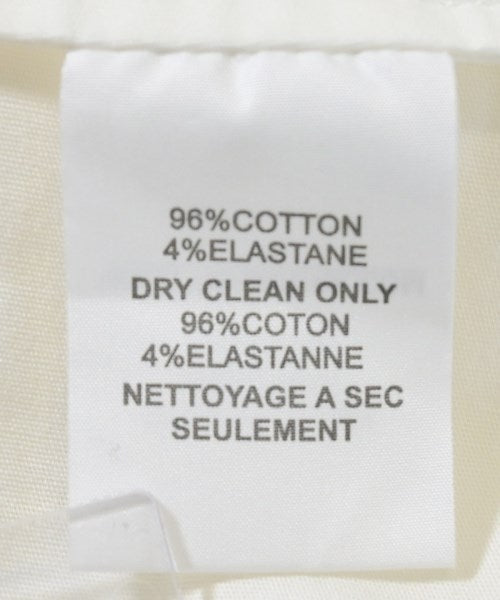 96%COTTON
4%ELASTANE
DRY CLEAN ONLY
96%COTON
4%ELASTANNE
NETTOYAGE A SEC
SEULEMENT